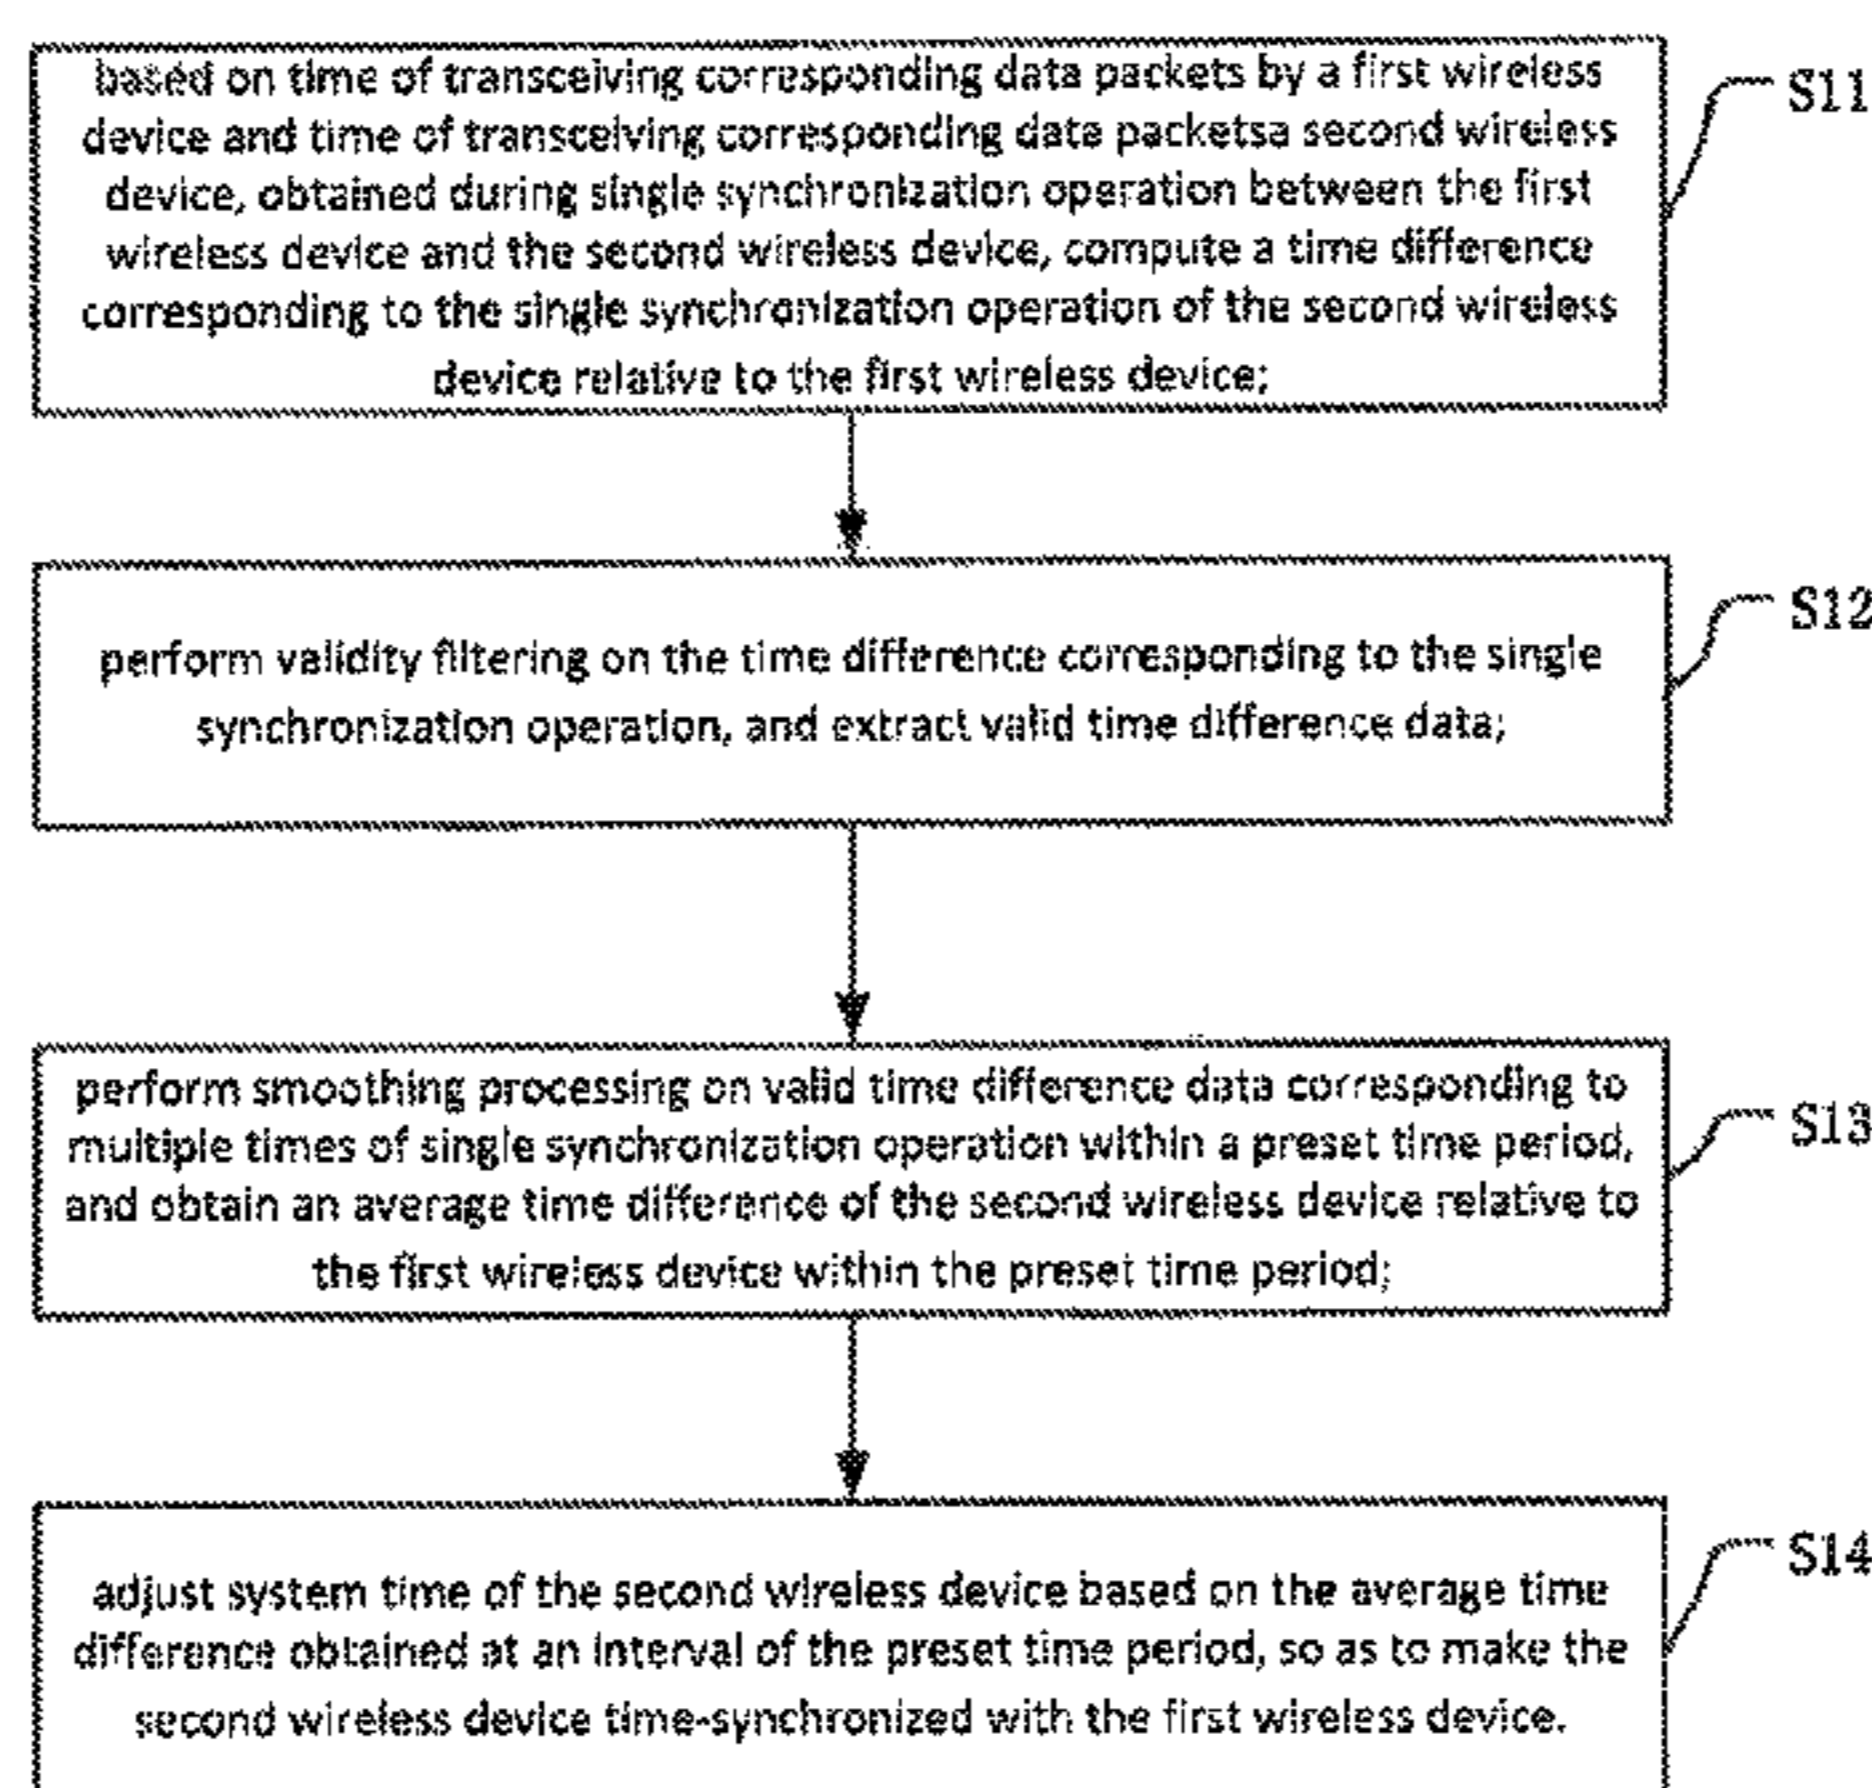 based on time of transceiving corresponding data packets by a first wireless
device and time of transceiving corresponding data packetsa second wireless
device, obtained during single synchronization operation between the first
wireless device and the second wireless device, compute a time difference
corresponding to the single synchronization operation of the second wireless
device relative to the first wireless device;
S11
perform validity filtering on the time difference corresponding to the single
synchronization operation, and extract valid time difference data;
S12
perform smoothing processing on valid time difference data corresponding to
multiple times of single synchronization operation within a preset time period,
and obtain an average time difference of the second wireless device relative to
the first wireless device within the preset time period;
S13
adjust system time of the second wireless device based on the average time
difference obtained at an interval of the preset time period, so as to make the
second wireless device time-synchronized with the first wireless device.
S14